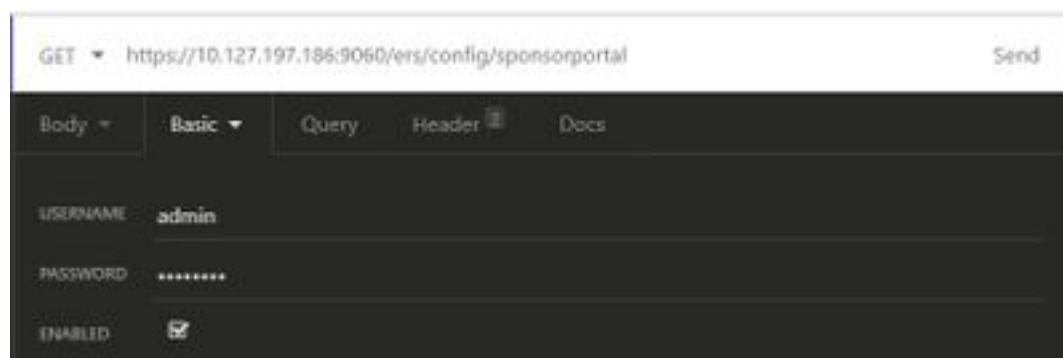 GET https://10.127.197.186:9060/ers/config/sponsorportal Send
Body Basic Query Header 2 Docs
USERNAME admin
PASSWORD ••••••••
ENABLED